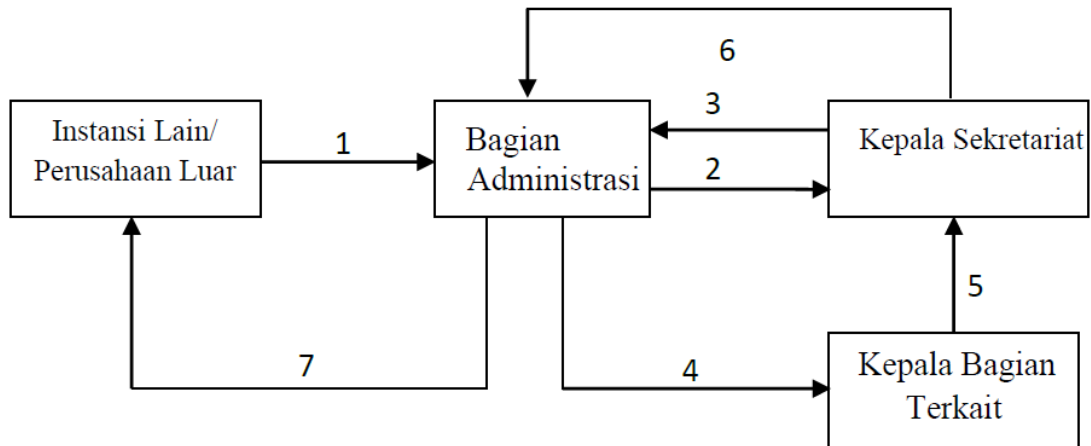 6
Instansi Lain/
Perusahaan Luar
1
Bagian
Administrasi
3
2
Kepala Sekretariat
5
7
4
Kepala Bagian
Terkait